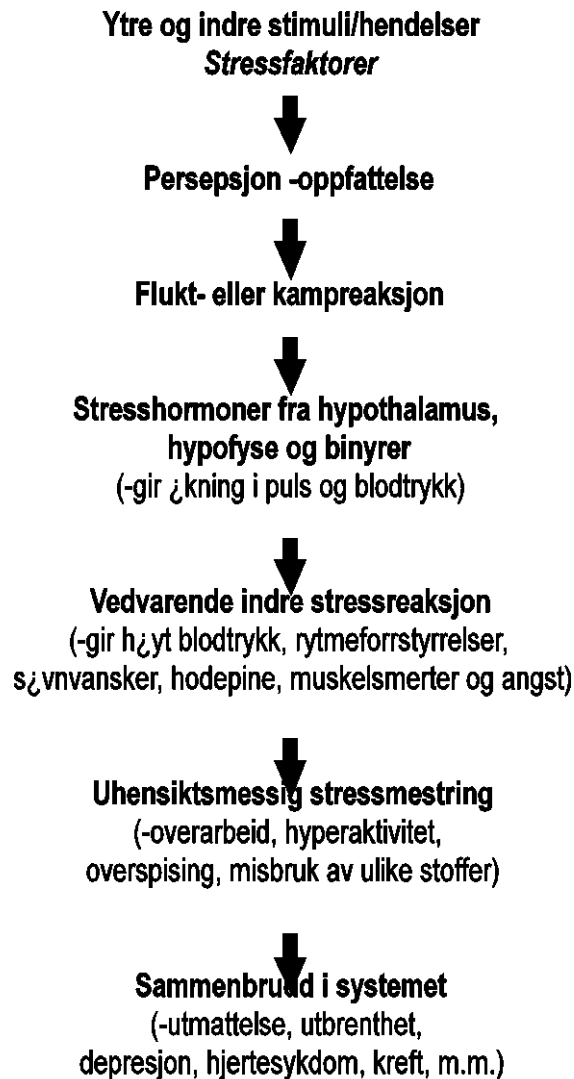 Ytre og indre stimuli/hendelser
Stressfaktorer
Persepsjon -oppfattelse
Flukt- eller kampreaksjon
Stresshormoner fra hypothalamus,
hypofyse og binyrer
(-gir ¿kning i puls og blodtrykk)
Vedvarende indre stressreaksjon
(-gir h¿yt blodtrykk, rytmeforrstyrrelser,
s¿vnvansker, hodepine, muskelsmerter og angst)
Uhensiktsmessig stressmestring
(-overarbeid, hyperaktivitet,
overspising, misbruk av ulike stoffer)
Sammenbrudd i systemet
(-utmattelse, utbrenthet,
depresjon, hjertesykdom, kreft, m.m.)